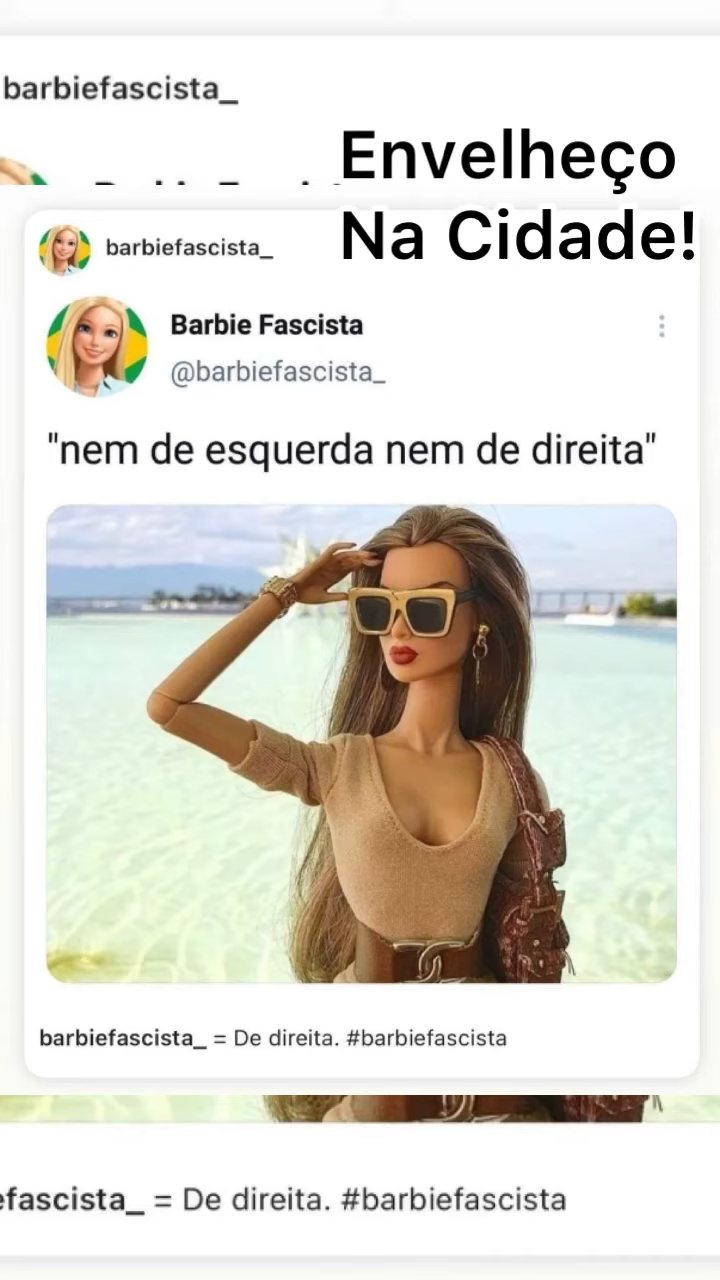 barbiefascista_
Envelheço
Na Cidade!
barbiefascista_
Barbie Fascista
@barbiefascista_
"nem de esquerda nem de direita"
barbiefascista_ = De direita. #barbiefascista
efascista_ = De direita. #barbiefascista